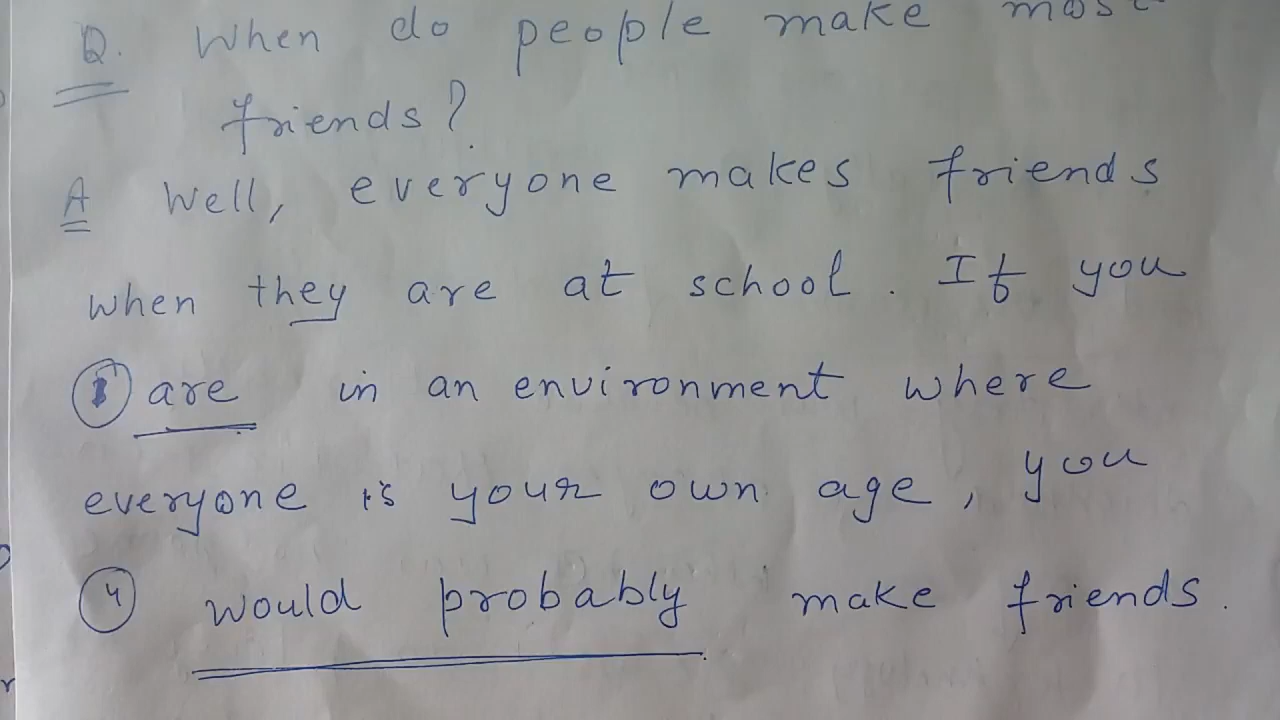 Q. When do people make most
friends?
A Well, everyone makes friends
when they are at school. If you
① are in an environment where
everyone is your own age, you
④ would probably make friends.